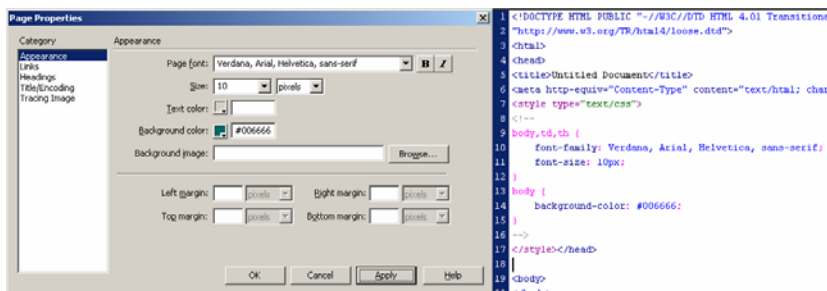 Page Properties
Category
Appearance
Links
Headings
Title/Encoding
Tracing Image
Appearance
Page font: Verdana, Arial, Helvetica, sans-serif B I
Size: 10 pixels
Text color:
Background color: #006666
Background image: Browse...
Left margin: pixels Right margin: pixels
Top margin: pixels Bottom margin: pixels
OK Cancel Apply Help
1 <!DOCTYPE HTML PUBLIC "-//W3C//DTD HTML 4.01 Transitiona
2 "http://www.w3.org/TR/html4/loose.dtd">
3 <html>
4 <head>
5 <title>Untitled Document</title>
6 <meta http-equiv="Content-Type" content="text/html; char
7 <style type="text/css">
8 <!--
9 body,td,th {
10 font-family: Verdana, Arial, Helvetica, sans-serif;
11 font-size: 10px;
12 }
13 body {
14 background-color: #006666;
15 }
16 -->
17 </style></head>
18
19 <body>